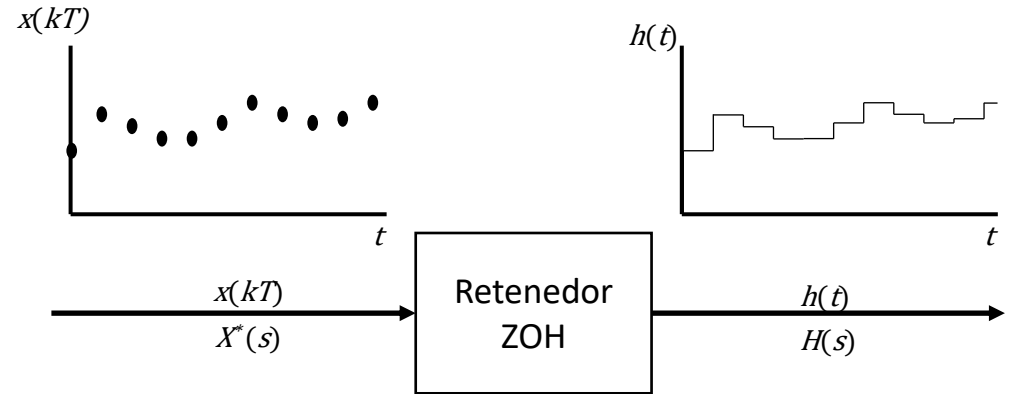 x(kT)
h(t)
t
t
x(kT)
X*(s)
Retenedor
ZOH
h(t)
H(s)